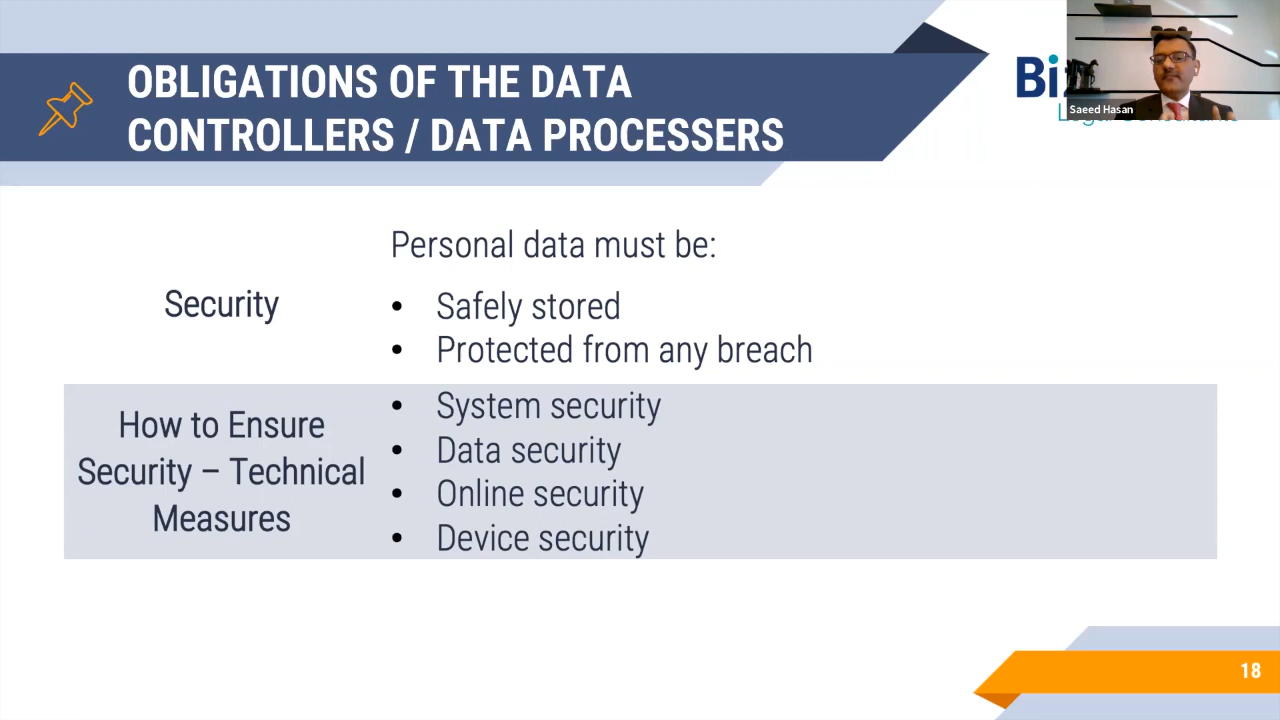 OBLIGATIONS OF THE DATA
CONTROLLERS / DATA PROCESSERS
Saeed Hasan
Personal data must be:
Security
• Safely stored
• Protected from any breach
How to Ensure
Security – Technical
Measures
• System security
• Data security
• Online security
• Device security
18